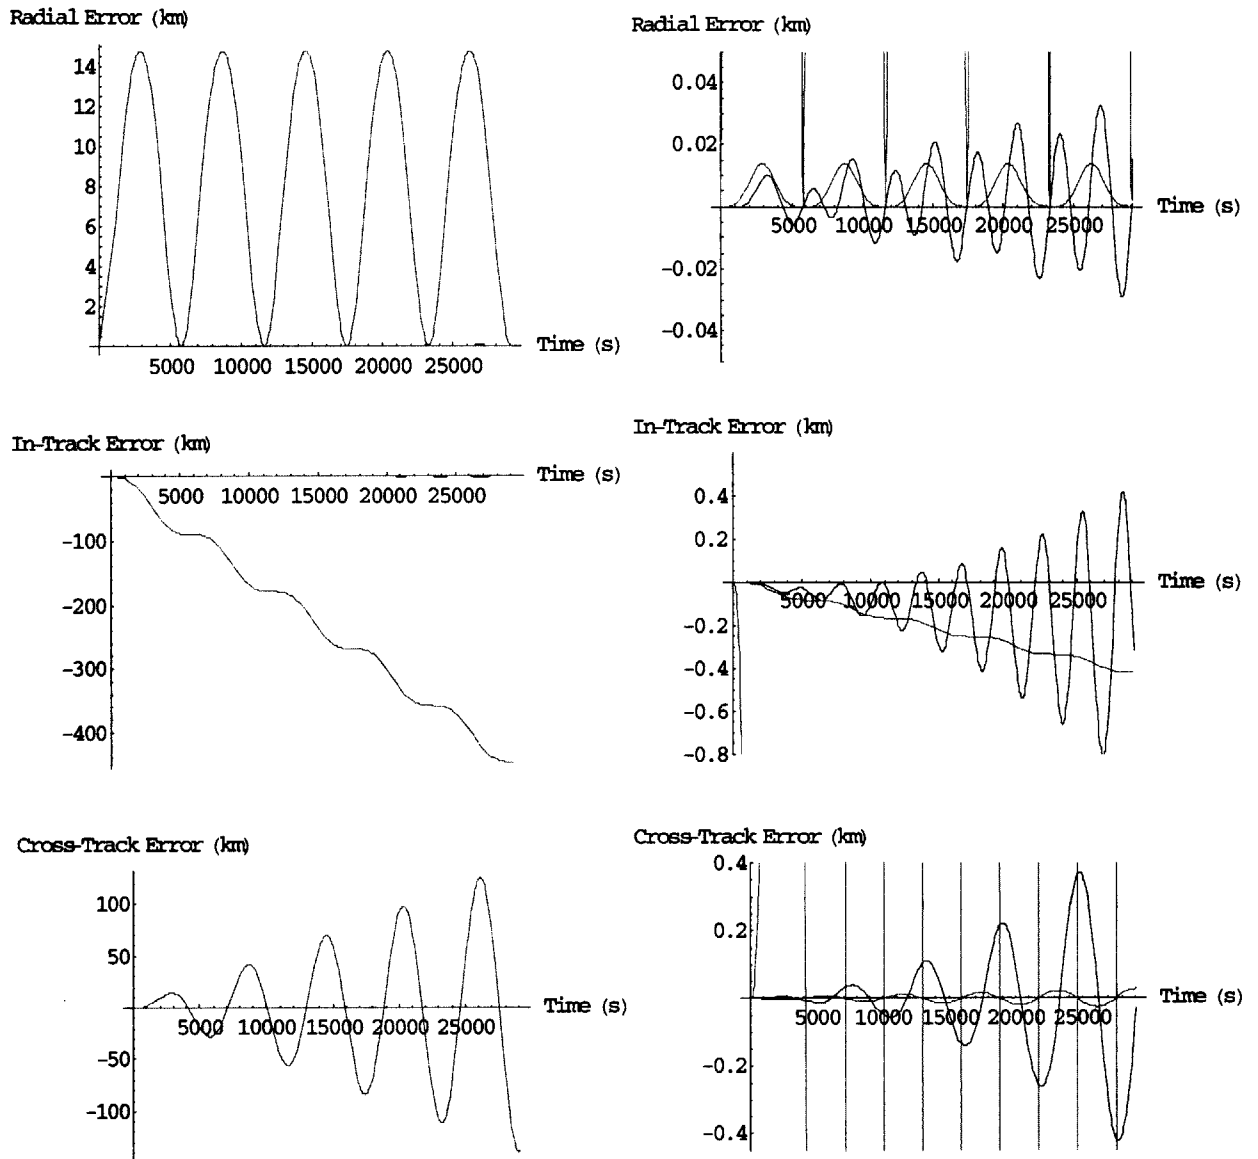 Radial Error (km)
14
12
10
8
6
4
2
Time (s)
5000 10000 15000 20000 25000
Radial Error (km)
0.04
0.02
Time (s)
5000 10000 15000 20000 25000
-0.02
-0.04
In-Track Error (km)
Time (s)
5000 10000 15000 20000 25000
-100
-200
-300
-400
In-Track Error (km)
0.4
0.2
Time (s)
5000 10000 15000 20000 25000
-0.2
-0.4
-0.6
-0.8
Cross-Track Error (km)
100
50
Time (s)
5000 10000 15000 20000 25000
-50
-100
Cross-Track Error (km)
0.4
0.2
Time (s)
5000 10000 15000 20000 25000
-0.2
-0.4